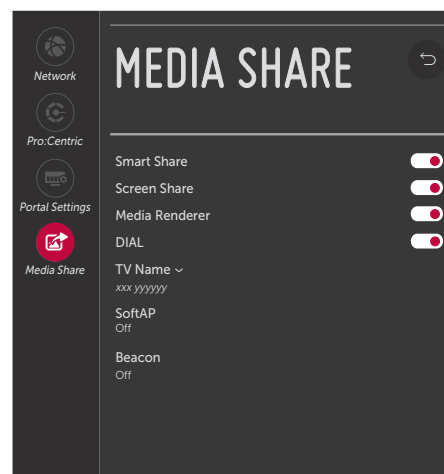 Network
Pro:Centric
Portal Settings
Media Share
MEDIA SHARE
Smart Share
Screen Share
Media Renderer
DIAL
TV Name
xxx yyyyyy
SoftAP
Off
Beacon
Off